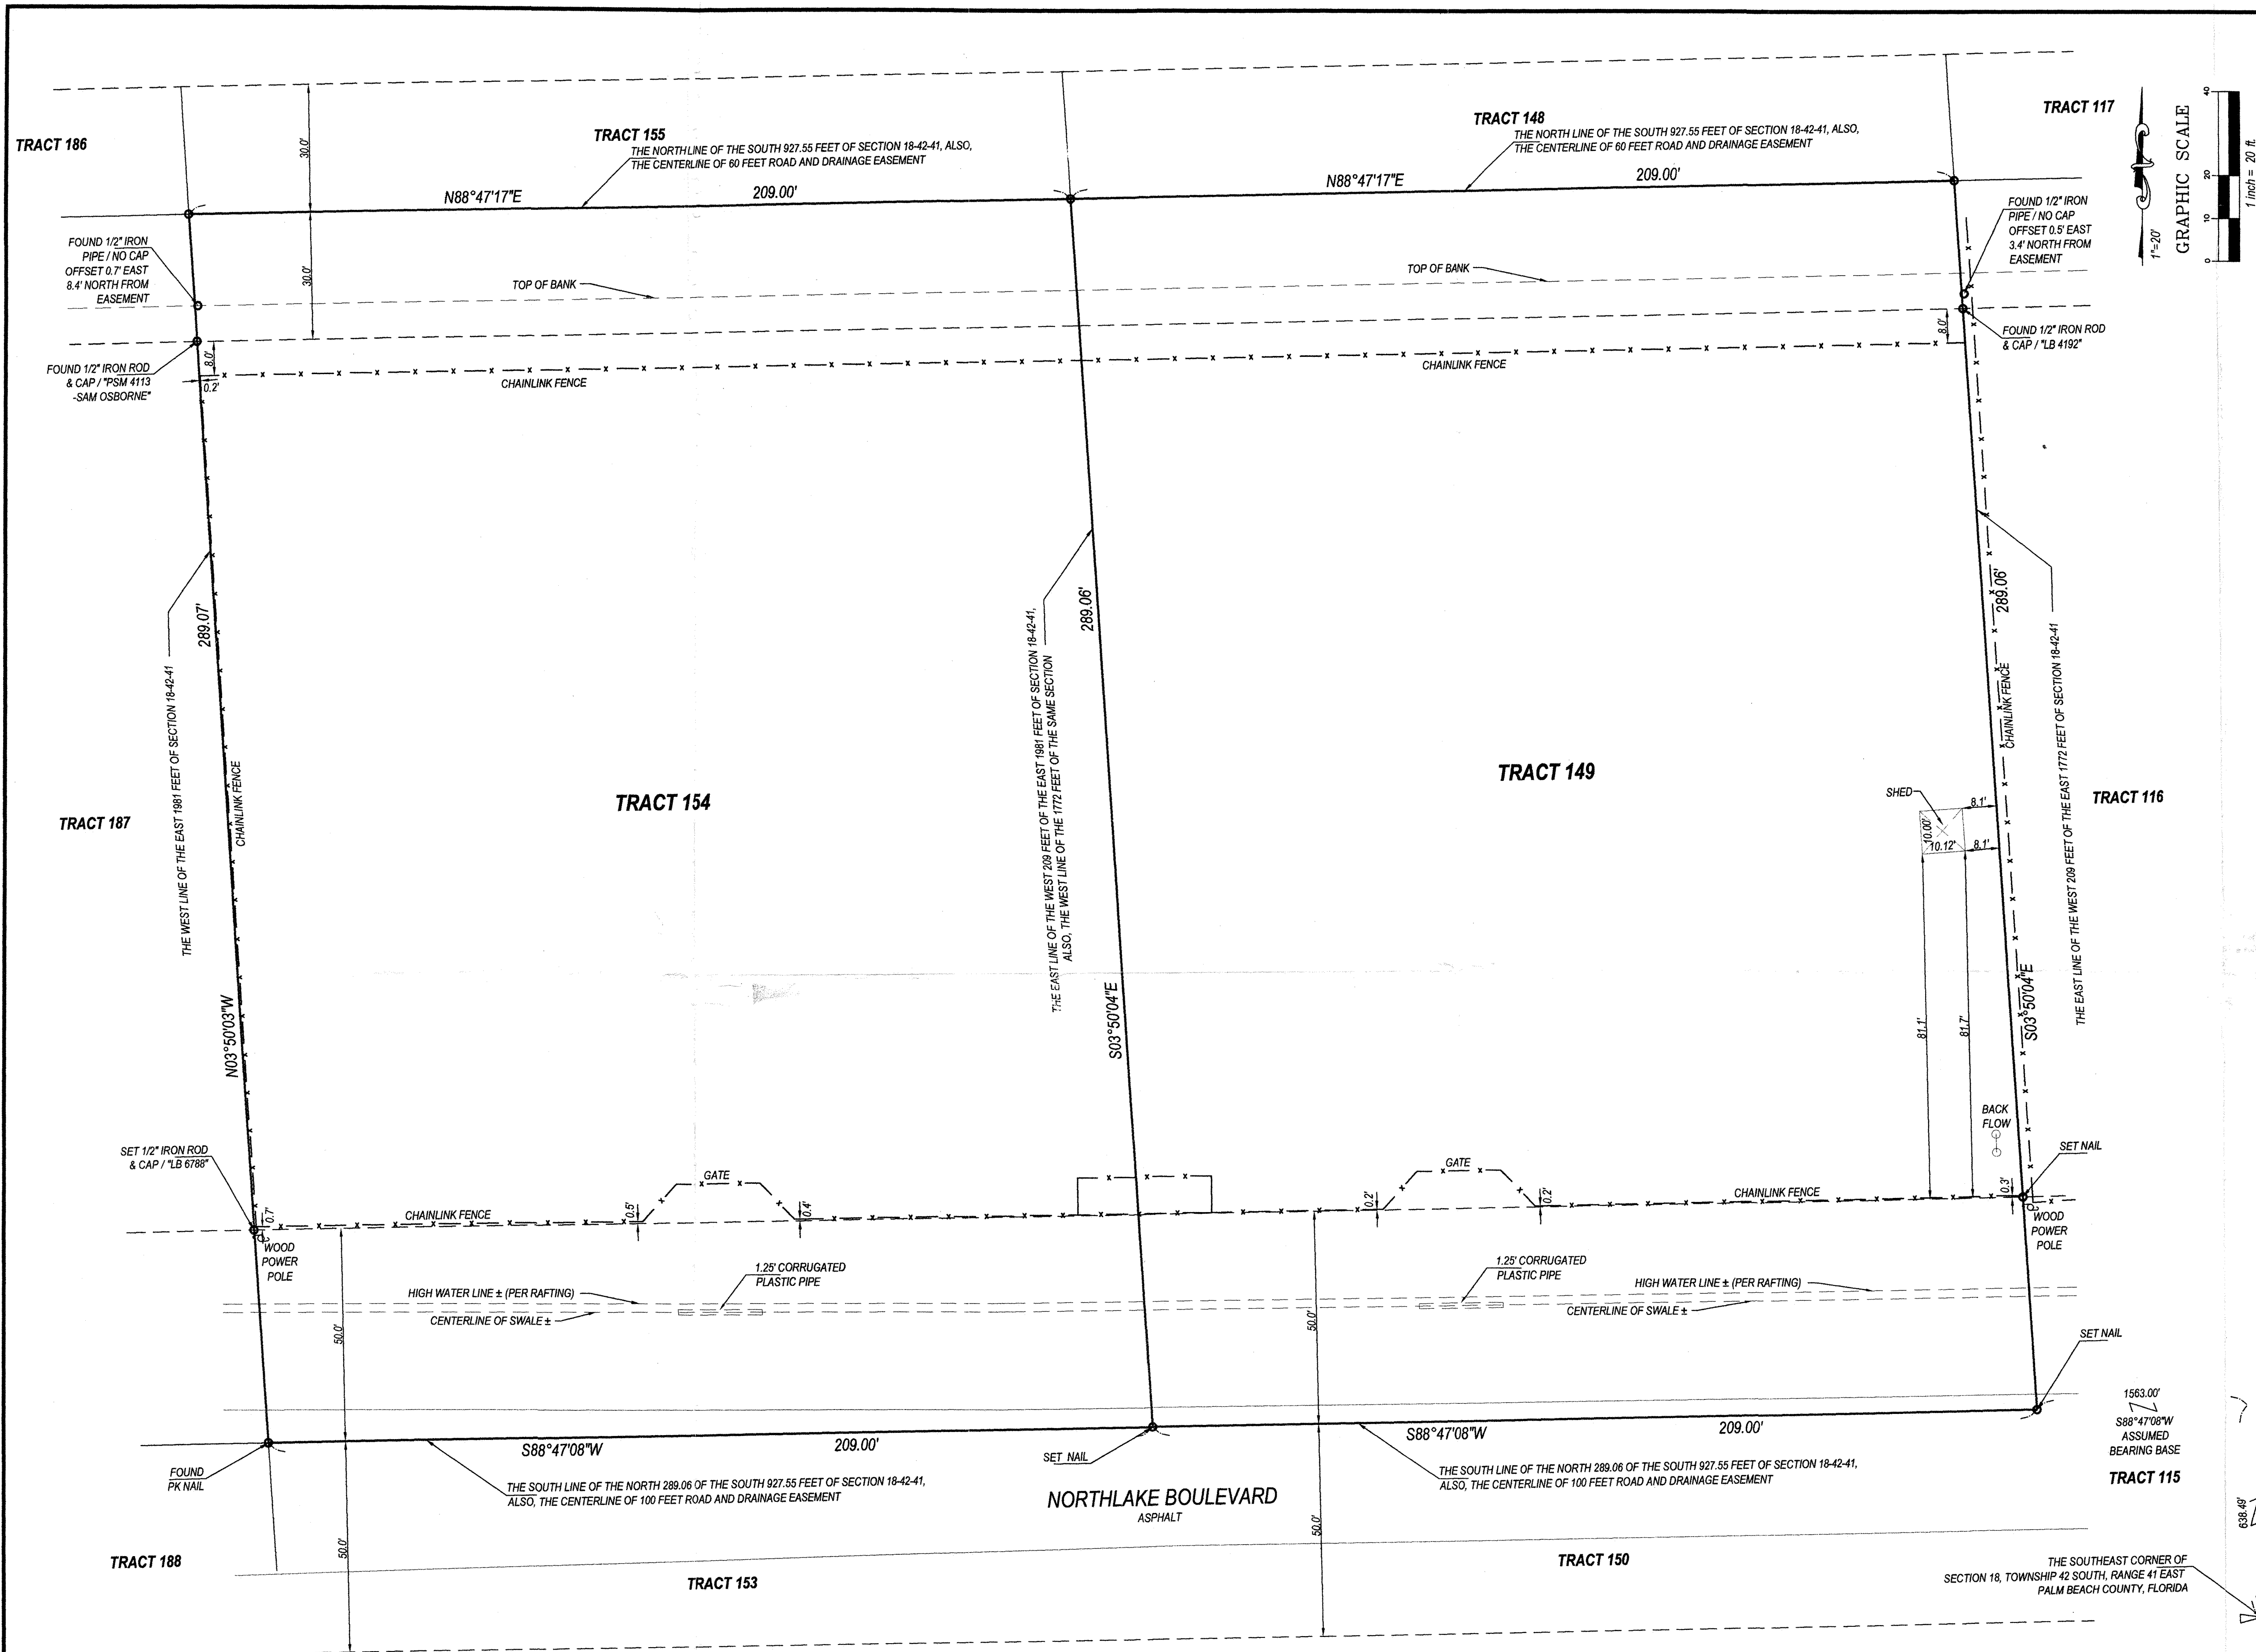 TRACT 186
TRACT 155
THE NORTH LINE OF THE SOUTH 927.55 FEET OF SECTION 18-42-41, ALSO,
THE CENTERLINE OF 60 FEET ROAD AND DRAINAGE EASEMENT
TRACT 148
THE NORTH LINE OF THE SOUTH 927.55 FEET OF SECTION 18-42-41, ALSO,
THE CENTERLINE OF 60 FEET ROAD AND DRAINAGE EASEMENT
TRACT 117
1"=20'
GRAPHIC SCALE
0
10
20
40
1 inch = 20 ft.
30.0'
30.0'
N88°47'17"E
209.00'
N88°47'17"E
209.00'
FOUND 1/2" IRON
PIPE / NO CAP
OFFSET 0.7' EAST
8.4' NORTH FROM
EASEMENT
FOUND 1/2" IRON
PIPE / NO CAP
OFFSET 0.5' EAST
3.4' NORTH FROM
EASEMENT
TOP OF BANK
TOP OF BANK
FOUND 1/2" IRON ROD
& CAP / "PSM 4113
-SAM OSBORNE"
8.0'
0.2'
CHAINLINK FENCE
CHAINLINK FENCE
8.0'
FOUND 1/2" IRON ROD
& CAP / "LB 4192"
THE WEST LINE OF THE EAST 1981 FEET OF SECTION 18-42-41
289.07'
CHAINLINK FENCE
N03°50'03"W
TRACT 187
TRACT 154
THE EAST LINE OF THE WEST 209 FEET OF THE EAST 1981 FEET OF SECTION 18-42-41,
ALSO, THE WEST LINE OF THE 1772 FEET OF THE SAME SECTION
289.06'
S03°50'04"E
TRACT 149
SHED
10.00'
10.12'
8.1'
8.1'
81.1'
81.7'
289.06'
CHAINLINK FENCE
S03°50'04"E
THE EAST LINE OF THE WEST 209 FEET OF THE EAST 1772 FEET OF SECTION 18-42-41
TRACT 116
BACK
FLOW
SET NAIL
SET 1/2" IRON ROD
& CAP / "LB 6788"
0.7'
WOOD
POWER
POLE
CHAINLINK FENCE
0.5'
GATE
0.4'
0.2'
GATE
0.2'
CHAINLINK FENCE
0.3'
WOOD
POWER
POLE
HIGH WATER LINE ± (PER RAFTING)
CENTERLINE OF SWALE ±
1.25' CORRUGATED
PLASTIC PIPE
1.25' CORRUGATED
PLASTIC PIPE
HIGH WATER LINE ± (PER RAFTING)
CENTERLINE OF SWALE ±
50.0'
50.0'
SET NAIL
1563.00'
S88°47'08"W
ASSUMED
BEARING BASE
TRACT 115
FOUND
PK NAIL
S88°47'08"W
209.00'
SET NAIL
S88°47'08"W
209.00'
THE SOUTH LINE OF THE NORTH 289.06 OF THE SOUTH 927.55 FEET OF SECTION 18-42-41,
ALSO, THE CENTERLINE OF 100 FEET ROAD AND DRAINAGE EASEMENT
THE SOUTH LINE OF THE NORTH 289.06 OF THE SOUTH 927.55 FEET OF SECTION 18-42-41,
ALSO, THE CENTERLINE OF 100 FEET ROAD AND DRAINAGE EASEMENT
NORTHLAKE BOULEVARD
ASPHALT
50.0'
50.0'
638.49'
TRACT 188
TRACT 153
TRACT 150
THE SOUTHEAST CORNER OF
SECTION 18, TOWNSHIP 42 SOUTH, RANGE 41 EAST
PALM BEACH COUNTY, FLORIDA